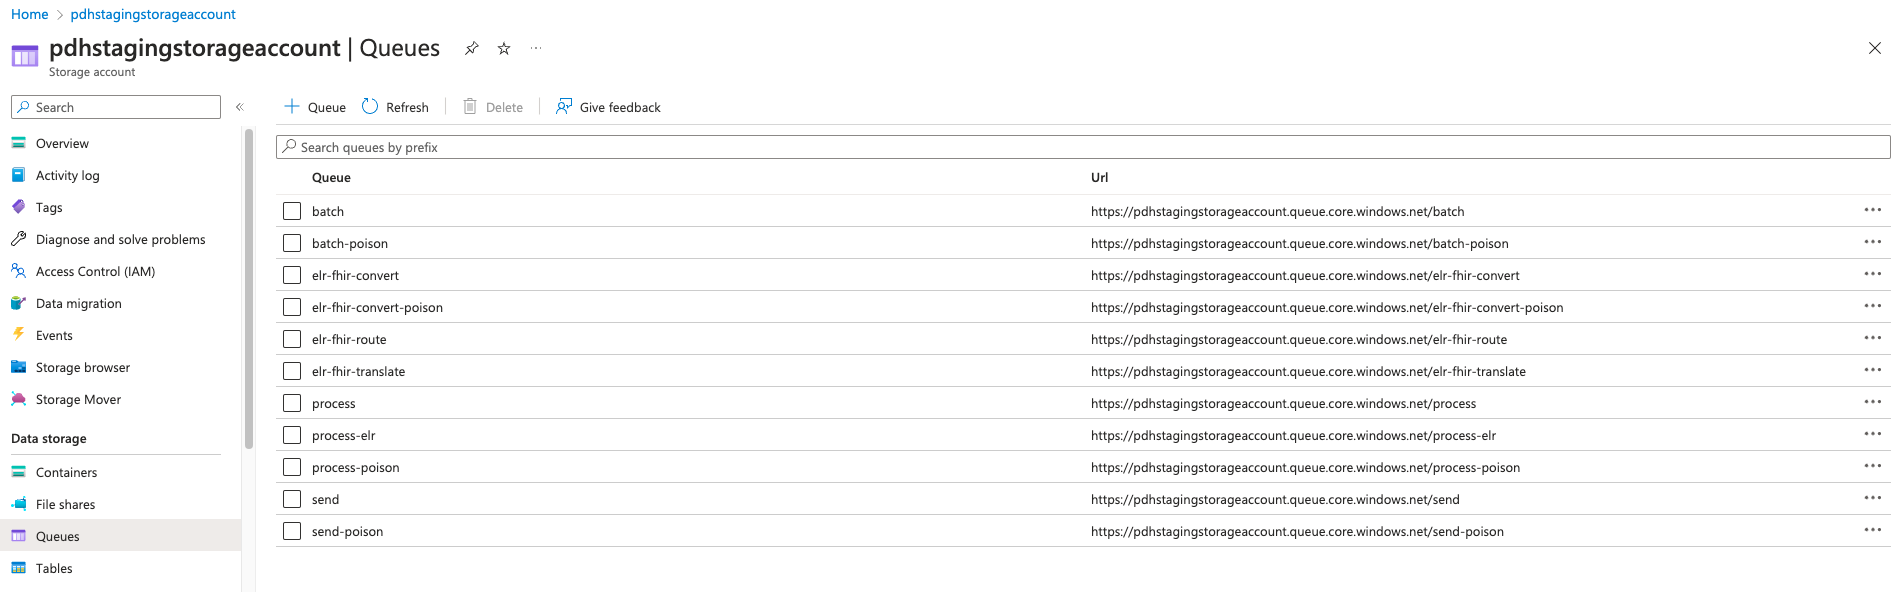 Home > pdhstagingstorageaccount
pdhstagingstorageaccount | Queues
Storage account
Search
Overview
Activity log
Tags
Diagnose and solve problems
Access Control (IAM)
Data migration
Events
Storage browser
Storage Mover
Data storage
Containers
File shares
Queues
Tables
Queue Refresh Delete Give feedback
Search queues by prefix
Queue Url
batch https://pdhstagingstorageaccount.queue.core.windows.net/batch
batch-poison https://pdhstagingstorageaccount.queue.core.windows.net/batch-poison
elr-fhir-convert https://pdhstagingstorageaccount.queue.core.windows.net/elr-fhir-convert
elr-fhir-convert-poison https://pdhstagingstorageaccount.queue.core.windows.net/elr-fhir-convert-poison
elr-fhir-route https://pdhstagingstorageaccount.queue.core.windows.net/elr-fhir-route
elr-fhir-translate https://pdhstagingstorageaccount.queue.core.windows.net/elr-fhir-translate
process https://pdhstagingstorageaccount.queue.core.windows.net/process
process-elr https://pdhstagingstorageaccount.queue.core.windows.net/process-elr
process-poison https://pdhstagingstorageaccount.queue.core.windows.net/process-poison
send https://pdhstagingstorageaccount.queue.core.windows.net/send
send-poison https://pdhstagingstorageaccount.queue.core.windows.net/send-poison